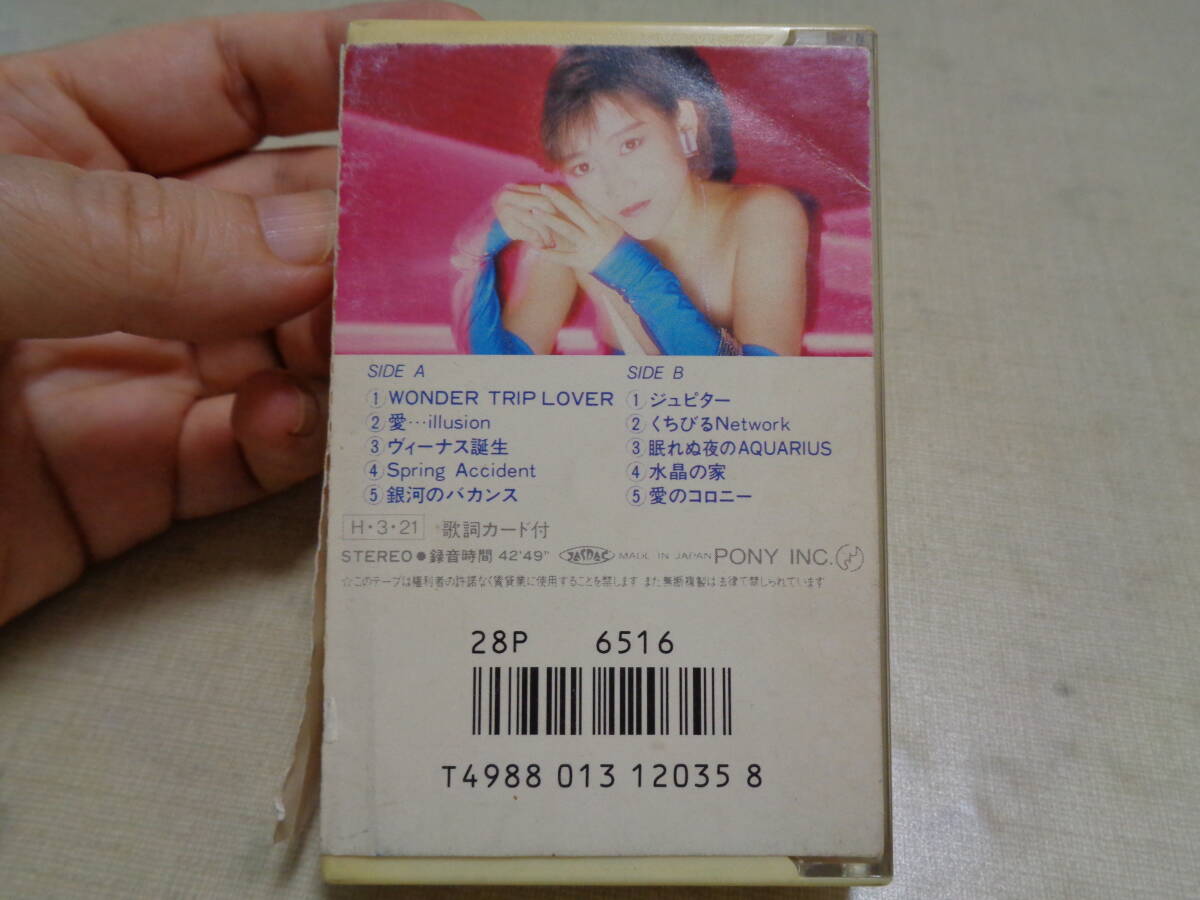 SIDE A
① WONDER TRIP LOVER
② 愛…illusion
③ ヴィーナス誕生
④ Spring Accident
⑤ 銀河のバカンス
SIDE B
① ジュピター
② くちびるNetwork
③ 眠れぬ夜のAQUARIUS
④ 水晶の家
⑤ 愛のコロニー
H・3・21 歌詞カード付
STEREO●録音時間 42'49" JASRAC MADE IN JAPAN PONY INC.
☆このテープは権利者の許諾なく賃貸業に使用することを禁じます また無断複製は法律で禁じられています
28P 6516
T4988 013 12035 8